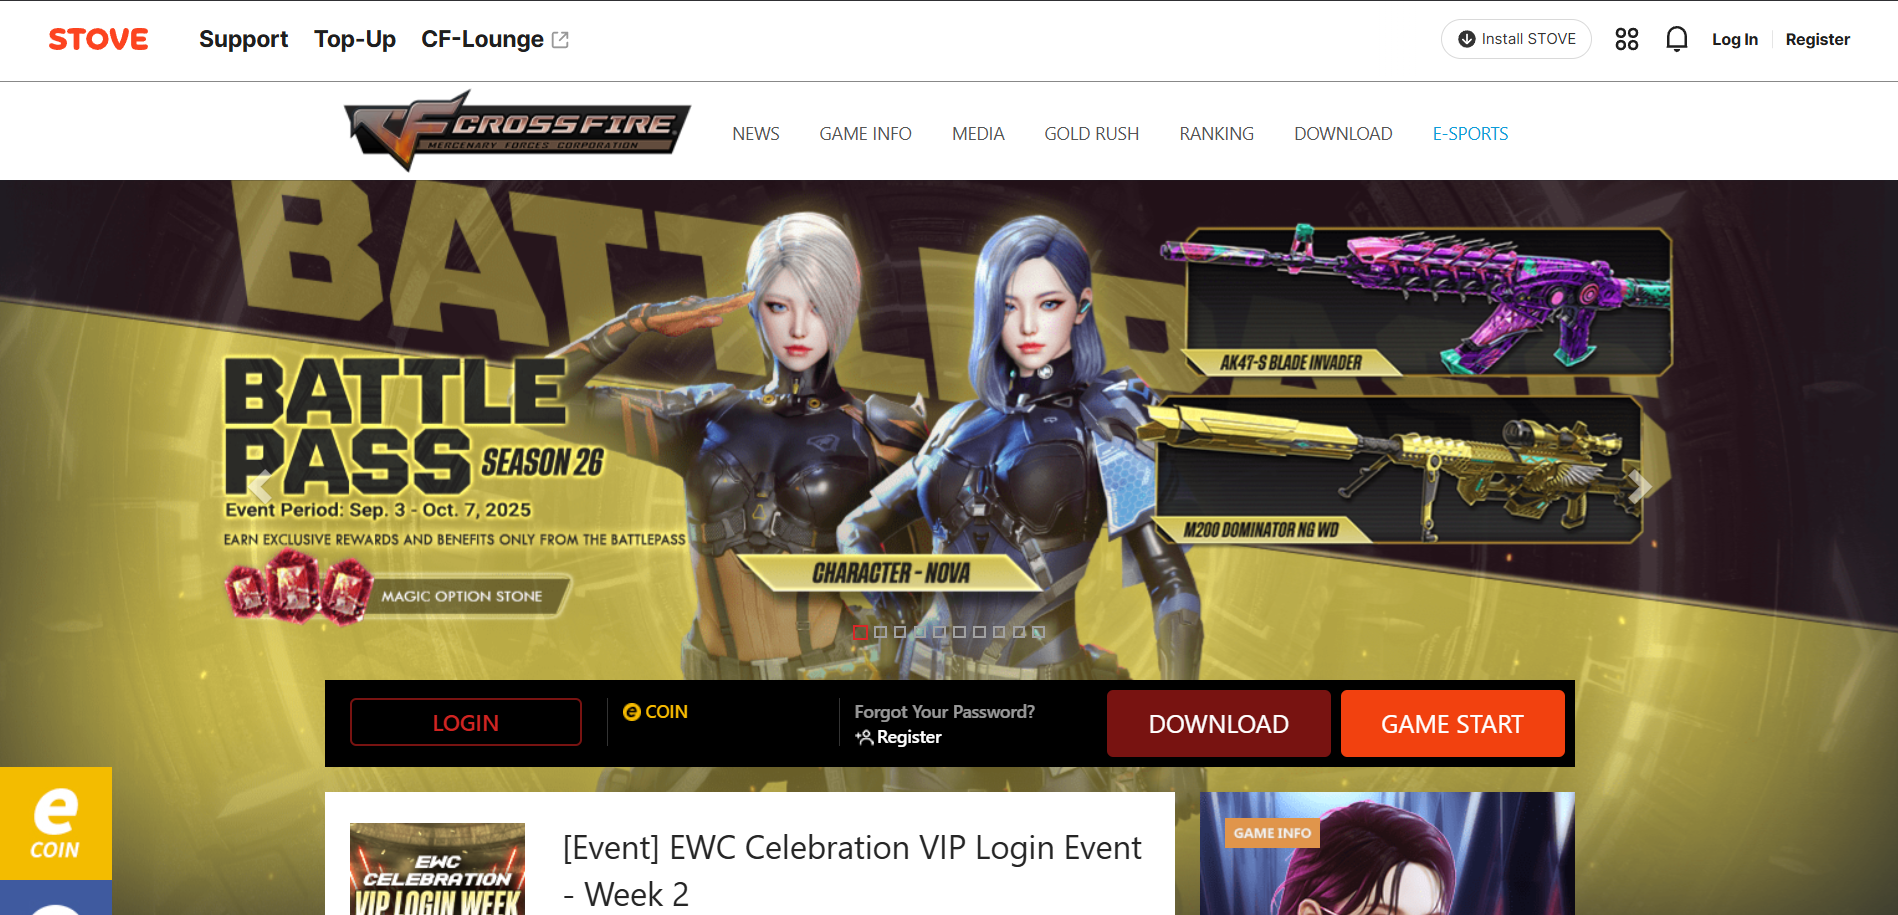 STOVE
Support Top-Up CF-Lounge
Install STOVE
Log In Register
CROSSFIRE
MERCENARY FORCES CORPORATION
NEWS GAME INFO MEDIA GOLD RUSH RANKING DOWNLOAD E-SPORTS
BATTLEPASS
BATTLE
PASS SEASON 26
Event Period: Sep. 3 - Oct. 7, 2025
EARN EXCLUSIVE REWARDS AND BENEFITS ONLY FROM THE BATTLEPASS
MAGIC OPTION STONE
CHARACTER - NOVA
AK47-S BLADE INVADER
M200 DOMINATOR NG WD
LOGIN
e COIN
Forgot Your Password?
Register
DOWNLOAD
GAME START
e
COIN
EWC
CELEBRATION
VIP LOGIN WEEK
[Event] EWC Celebration VIP Login Event
- Week 2
GAME INFO